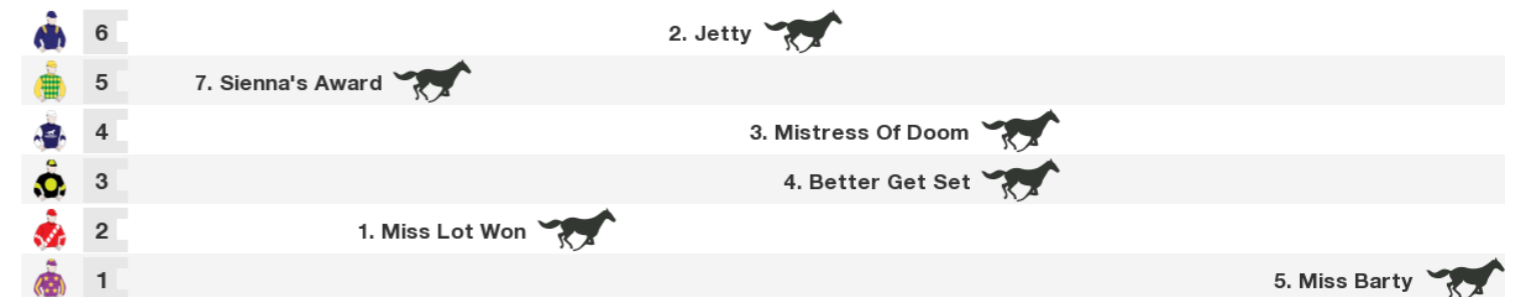 6 2. Jetty
5 7. Sienna's Award
4 3. Mistress Of Doom
3 4. Better Get Set
2 1. Miss Lot Won
1 5. Miss Barty